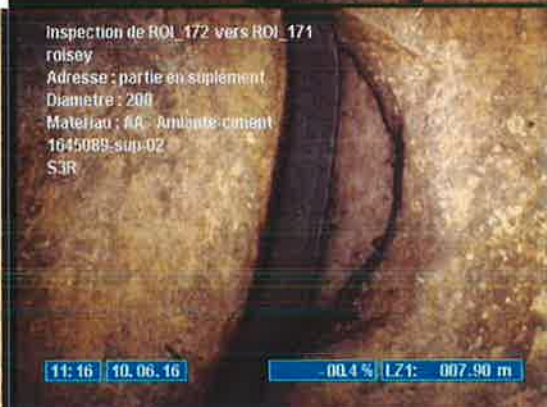 Inspection de ROI_172 vers ROI_171
roisey
Adresse : partie en suplément
Diametre : 200
Materiau : AA - Amiante-ciment
1645089-sup-02
S3R
11:16 10.06.16 -00.4 % LZ1: 007.90 m